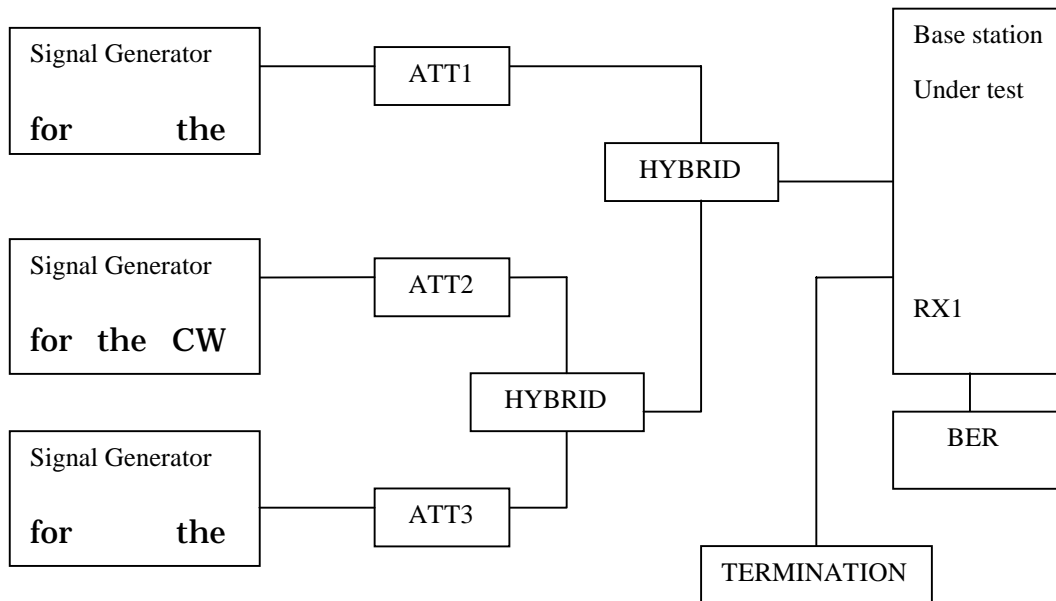 Signal Generator
for the
ATT1
HYBRID
Base station
Under test
Signal Generator
for the CW
ATT2
HYBRID
RX1
BER
Signal Generator
for the
ATT3
TERMINATION